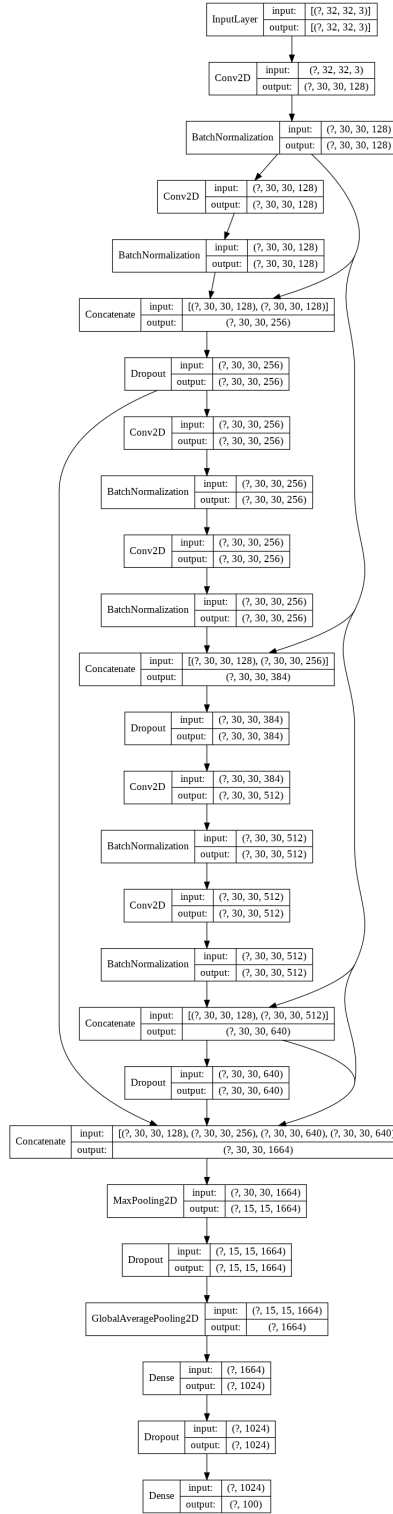 InputLayer input: [(?, 32, 32, 3)]
output: [(?, 32, 32, 3)]
Conv2D input: (?, 32, 32, 3)
output: (?, 30, 30, 128)
BatchNormalization input: (?, 30, 30, 128)
output: (?, 30, 30, 128)
Conv2D input: (?, 30, 30, 128)
output: (?, 30, 30, 128)
BatchNormalization input: (?, 30, 30, 128)
output: (?, 30, 30, 128)
Concatenate input: [(?, 30, 30, 128), (?, 30, 30, 128)]
output: (?, 30, 30, 256)
Dropout input: (?, 30, 30, 256)
output: (?, 30, 30, 256)
Conv2D input: (?, 30, 30, 256)
output: (?, 30, 30, 256)
BatchNormalization input: (?, 30, 30, 256)
output: (?, 30, 30, 256)
Conv2D input: (?, 30, 30, 256)
output: (?, 30, 30, 256)
BatchNormalization input: (?, 30, 30, 256)
output: (?, 30, 30, 256)
Concatenate input: [(?, 30, 30, 128), (?, 30, 30, 256)]
output: (?, 30, 30, 384)
Dropout input: (?, 30, 30, 384)
output: (?, 30, 30, 384)
Conv2D input: (?, 30, 30, 384)
output: (?, 30, 30, 512)
BatchNormalization input: (?, 30, 30, 512)
output: (?, 30, 30, 512)
Conv2D input: (?, 30, 30, 512)
output: (?, 30, 30, 512)
BatchNormalization input: (?, 30, 30, 512)
output: (?, 30, 30, 512)
Concatenate input: [(?, 30, 30, 128), (?, 30, 30, 512)]
output: (?, 30, 30, 640)
Dropout input: (?, 30, 30, 640)
output: (?, 30, 30, 640)
Concatenate input: [(?, 30, 30, 128), (?, 30, 30, 256), (?, 30, 30, 640), (?, 30, 30, 640)
output: (?, 30, 30, 1664)
MaxPooling2D input: (?, 30, 30, 1664)
output: (?, 15, 15, 1664)
Dropout input: (?, 15, 15, 1664)
output: (?, 15, 15, 1664)
GlobalAveragePooling2D input: (?, 15, 15, 1664)
output: (?, 1664)
Dense input: (?, 1664)
output: (?, 1024)
Dropout input: (?, 1024)
output: (?, 1024)
Dense input: (?, 1024)
output: (?, 100)